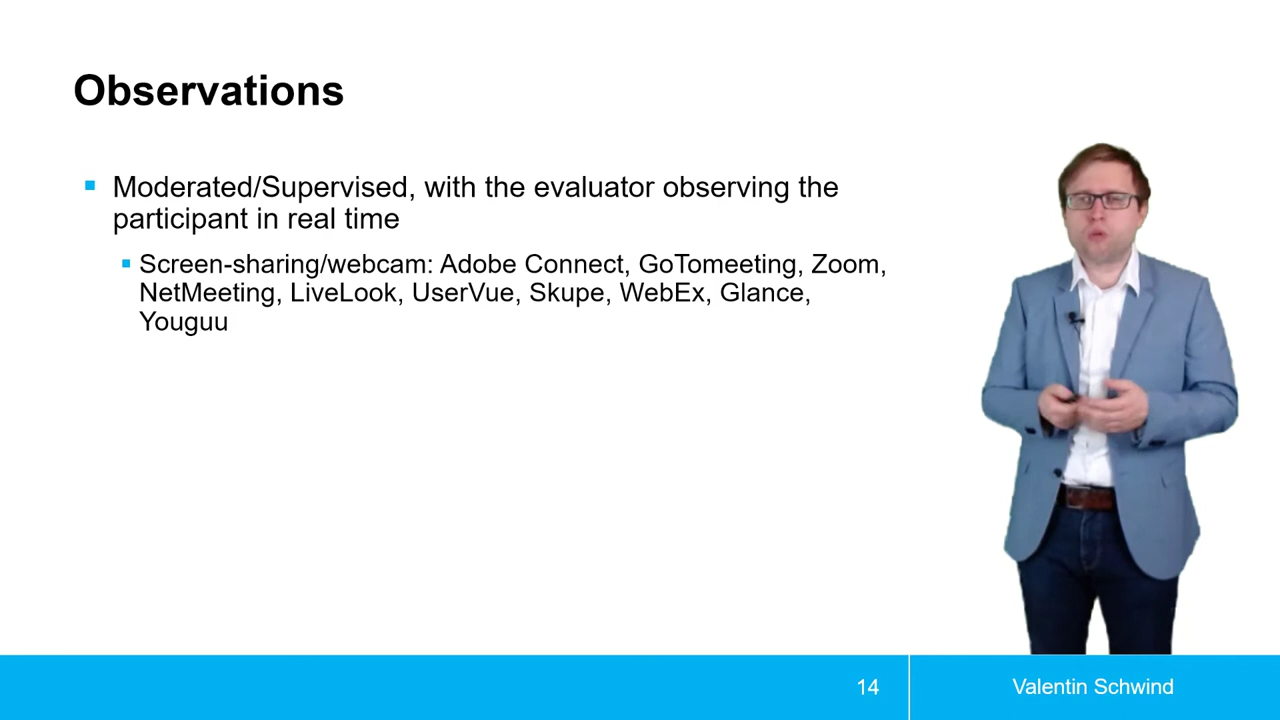 Observations
Moderated/Supervised, with the evaluator observing the
participant in real time
Screen-sharing/webcam: Adobe Connect, GoTomeeting, Zoom,
NetMeeting, LiveLook, UserVue, Skupe, WebEx, Glance,
Youguu
14
Valentin Schwind